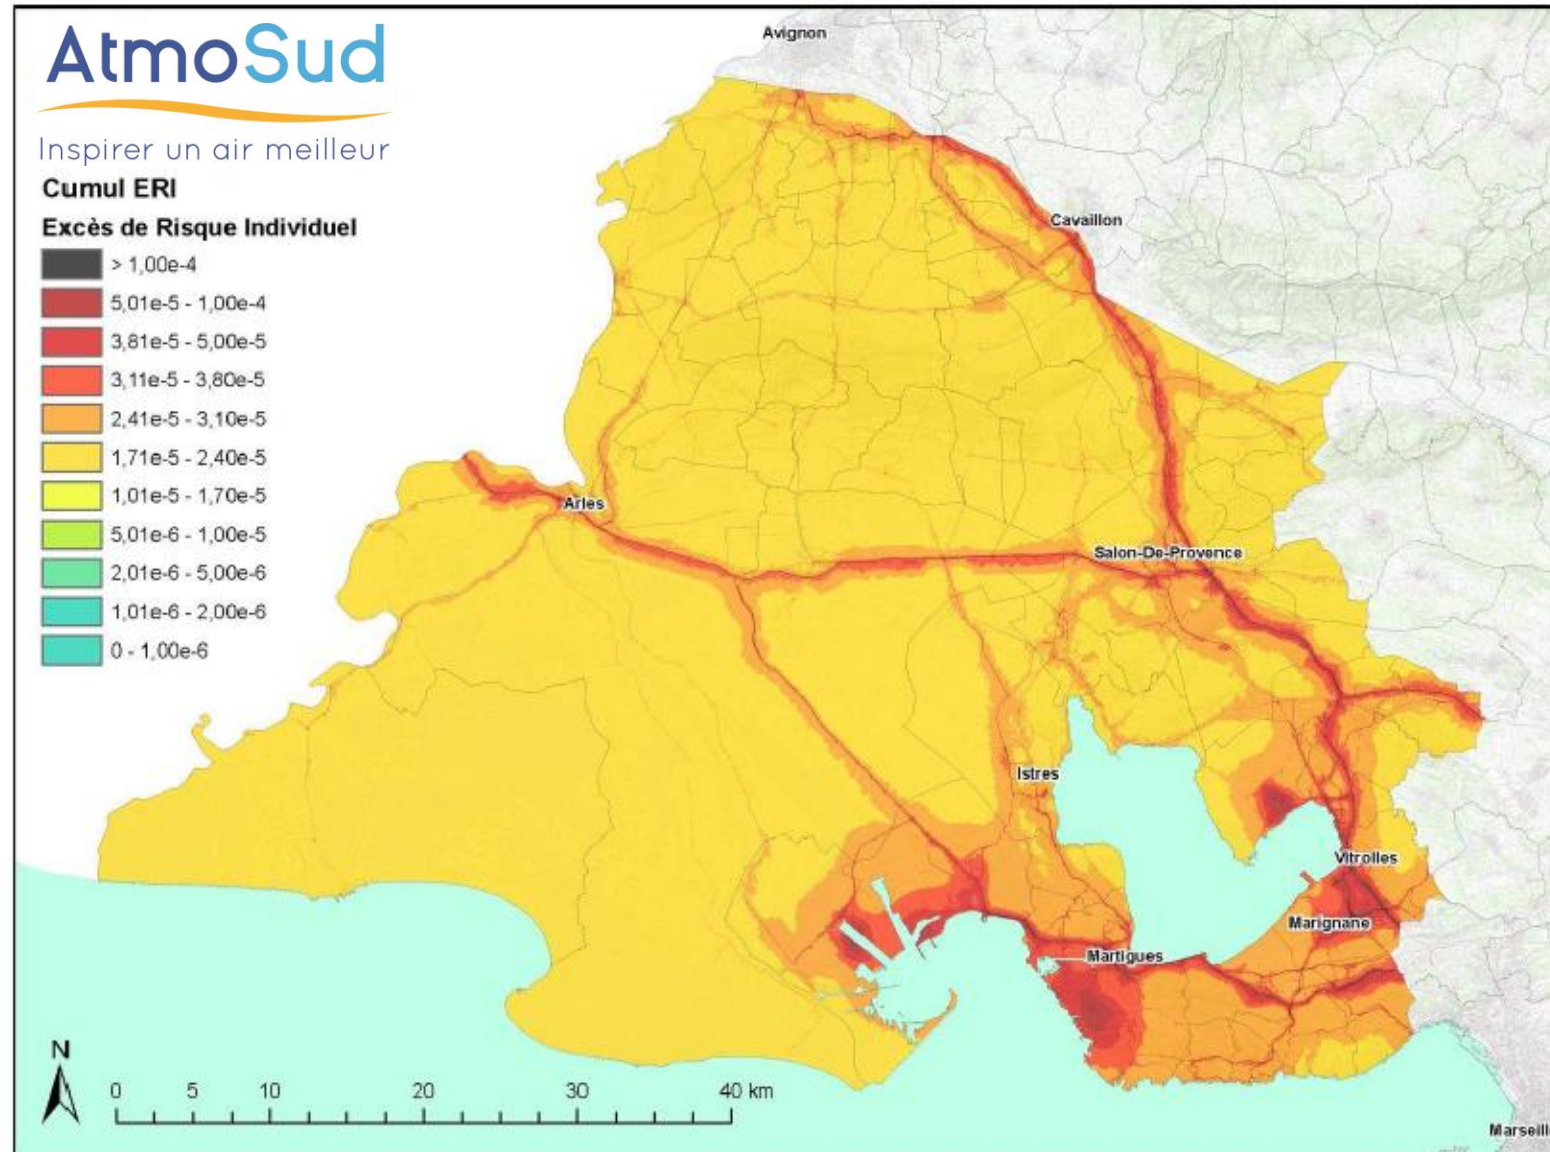 AtmoSud
Inspirer un air meilleur
Cumul ERI
Excès de Risque Individuel
> 1,00e-4
5,01e-5 - 1,00e-4
3,81e-5 - 5,00e-5
3,11e-5 - 3,80e-5
2,41e-5 - 3,10e-5
1,71e-5 - 2,40e-5
1,01e-5 - 1,70e-5
5,01e-6 - 1,00e-5
2,01e-6 - 5,00e-6
1,01e-6 - 2,00e-6
0 - 1,00e-6
Avignon
Cavaillon
Arles
Salon-De-Provence
Istres
Vitrolles
Marignane
Martigues
Marseill
N
0 5 10 20 30 40 km